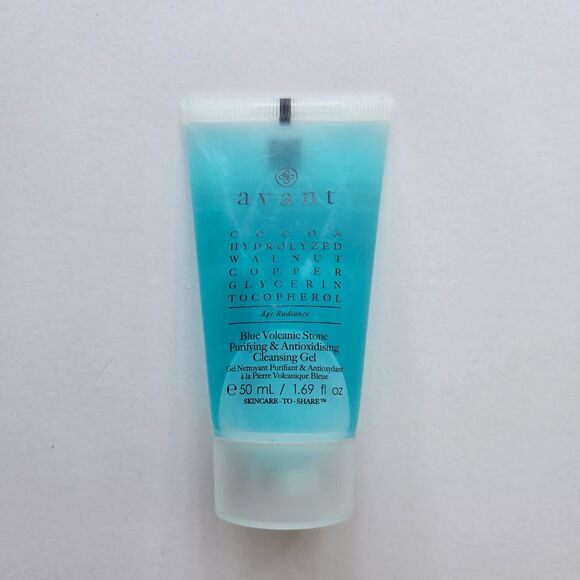 avant
COCOA
HYDROLYZED
WALNUT
COPPER
GLYCERIN
TOCOPHEROL
Age Radiance
Blue Volcanic Stone
Purifying & Antioxidising
Cleansing Gel
Gel Nettoyant Purifiant & Antioxydant
à la Pierre Volcanique Bleue
℮ 50 mL / 1.69 fl oz
SKINCARE-TO-SHARE™